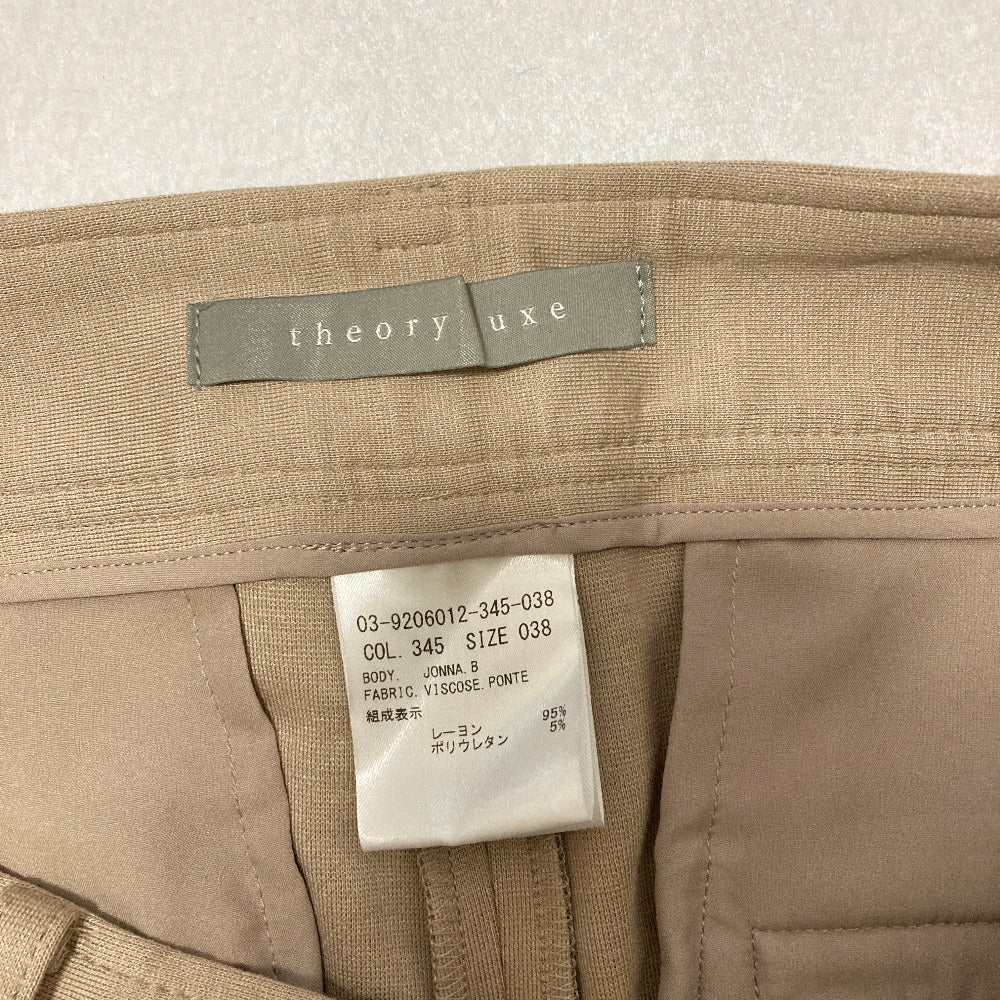 theory uxe
03-9206012-345-038
COL. 345 SIZE 038
BODY. JONNA.B
FABRIC. VISCOSE.PONTE
組成表示
レーヨン 95%
ポリウレタン 5%